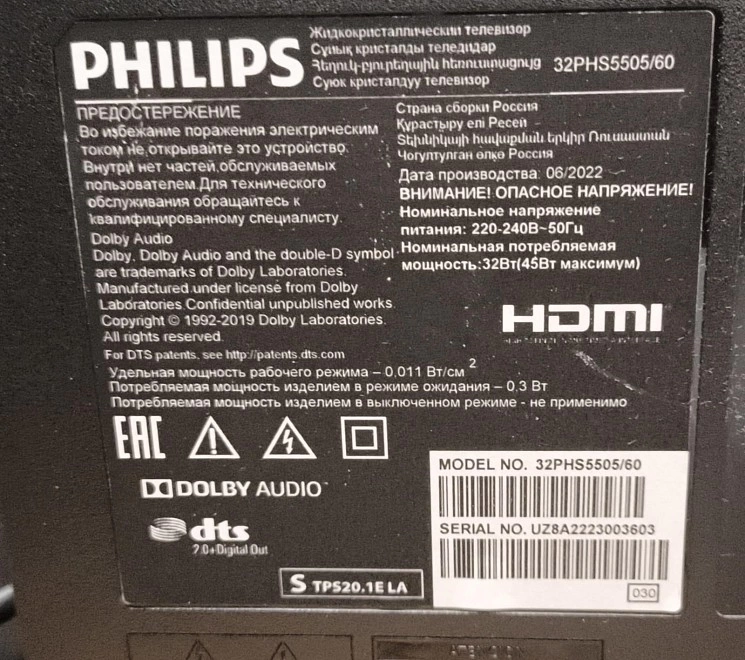 PHILIPS
Жидкокристаллический телевизор
Сұйық кристалды теледидар
Հեղուկ-բյուրեղային հեռուստացույց
Суюк кристалдуу телевизор
32PHS5505/60
ПРЕДОСТЕРЕЖЕНИЕ
Во избежание поражения электрическим
током не открывайте это устройство.
Внутри нет частей,обслуживаемых
пользователем.Для технического
обслуживания обращайтесь к
квалифицированному специалисту.
Dolby Audio
Dolby, Dolby Audio and the double-D symbol
are trademarks of Dolby Laboratories.
Manufactured under license from Dolby
Laboratories.Confidential unpublished works.
Copyright © 1992-2019 Dolby Laboratories.
All rights reserved.
For DTS patents, see http://patents.dts.com
Страна сборки Россия
Құрастыру елі Ресей
Տեխնիկայի հավաքման երկիր Ռուսաստան
Чогултулган өлкө Россия
Дата производства: 06/2022
ВНИМАНИЕ! ОПАСНОЕ НАПРЯЖЕНИЕ!
Номинальное напряжение
питания: 220-240В~50Гц
Номинальная потребляемая
мощность:32Вт(45Вт максимум)
HDMI
Удельная мощность рабочего режима – 0,011 Вт/см 2
Потребляемая мощность изделием в режиме ожидания – 0,3 Вт
Потребляемая мощность изделием в выключенном режиме - не применимо
EAC
DOLBY AUDIO
dts
2.0+Digital Out
S TPS20.1E LA
MODEL NO. 32PHS5505/60
SERIAL NO. UZ8A2223003603
030